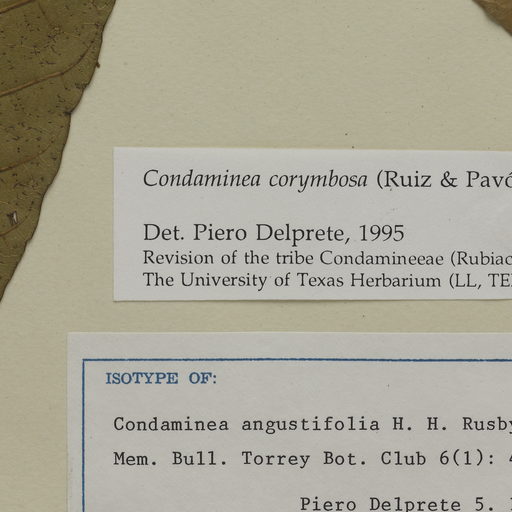 Condaminea corymbosa (Ruiz & Pavó
Det. Piero Delprete, 1995
Revision of the tribe Condamineeae (Rubiac
The University of Texas Herbarium (LL, TE
ISOTYPE OF:
Condaminea angustifolia H. H. Rusby
Mem. Bull. Torrey Bot. Club 6(1): 4
Piero Delprete 5.